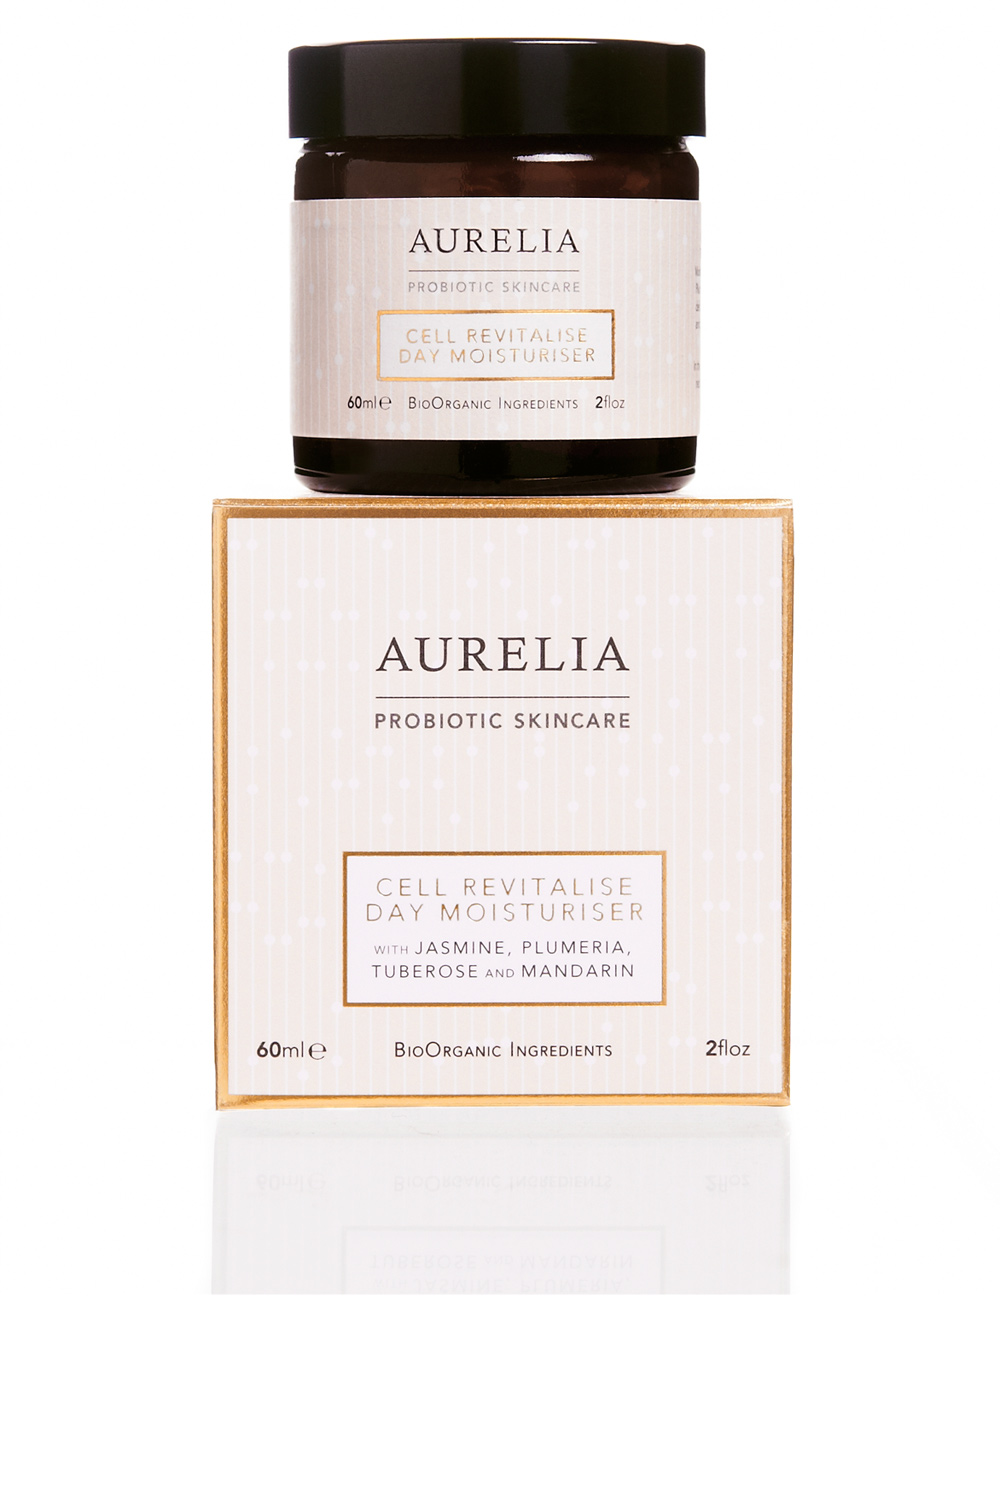 AURELIA
PROBIOTIC SKINCARE
CELL REVITALISE
DAY MOISTURISER
60ml℮ BIOORGANIC INGREDIENTS 2floz
AURELIA
PROBIOTIC SKINCARE
CELL REVITALISE
DAY MOISTURISER
WITH JASMINE, PLUMERIA,
TUBEROSE AND MANDARIN
60ml℮ BIOORGANIC INGREDIENTS 2floz